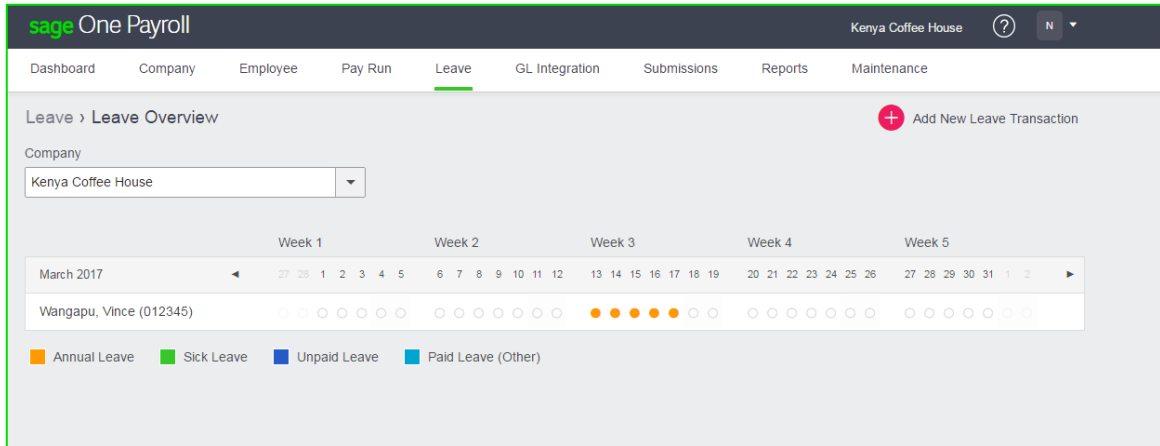 sage One Payroll Kenya Coffee House ? N
Dashboard Company Employee Pay Run Leave GL Integration Submissions Reports Maintenance
Leave › Leave Overview + Add New Leave Transaction
Company
Kenya Coffee House
Week 1 Week 2 Week 3 Week 4 Week 5
March 2017 27 28 1 2 3 4 5 6 7 8 9 10 11 12 13 14 15 16 17 18 19 20 21 22 23 24 25 26 27 28 29 30 31 1 2
Wangapu, Vince (012345)
Annual Leave Sick Leave Unpaid Leave Paid Leave (Other)